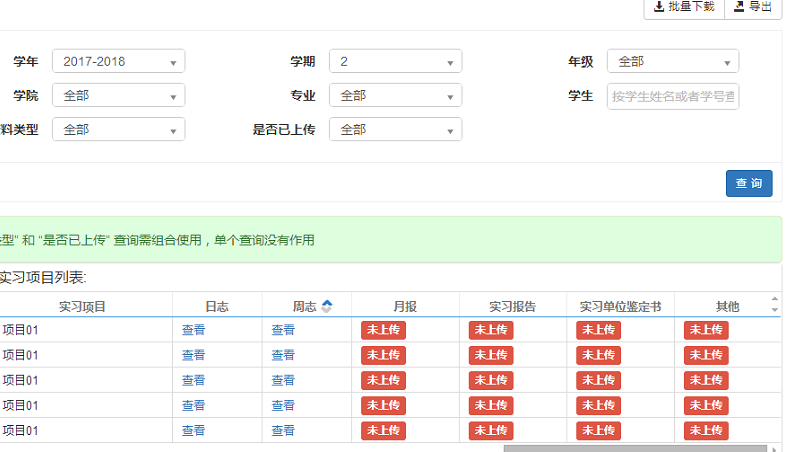 批量下载 导出
学年 2017-2018 学期 2 年级 全部
学院 全部 专业 全部 学生 按学生姓名或者学号查
料类型 全部 是否已上传 全部
查 询
类型" 和 "是否已上传" 查询需组合使用，单个查询没有作用
实习项目列表:
实习项目 日志 周志 月报 实习报告 实习单位鉴定书 其他
项目01 查看 查看 未上传 未上传 未上传 未上传
项目01 查看 查看 未上传 未上传 未上传 未上传
项目01 查看 查看 未上传 未上传 未上传 未上传
项目01 查看 查看 未上传 未上传 未上传 未上传
项目01 查看 查看 未上传 未上传 未上传 未上传